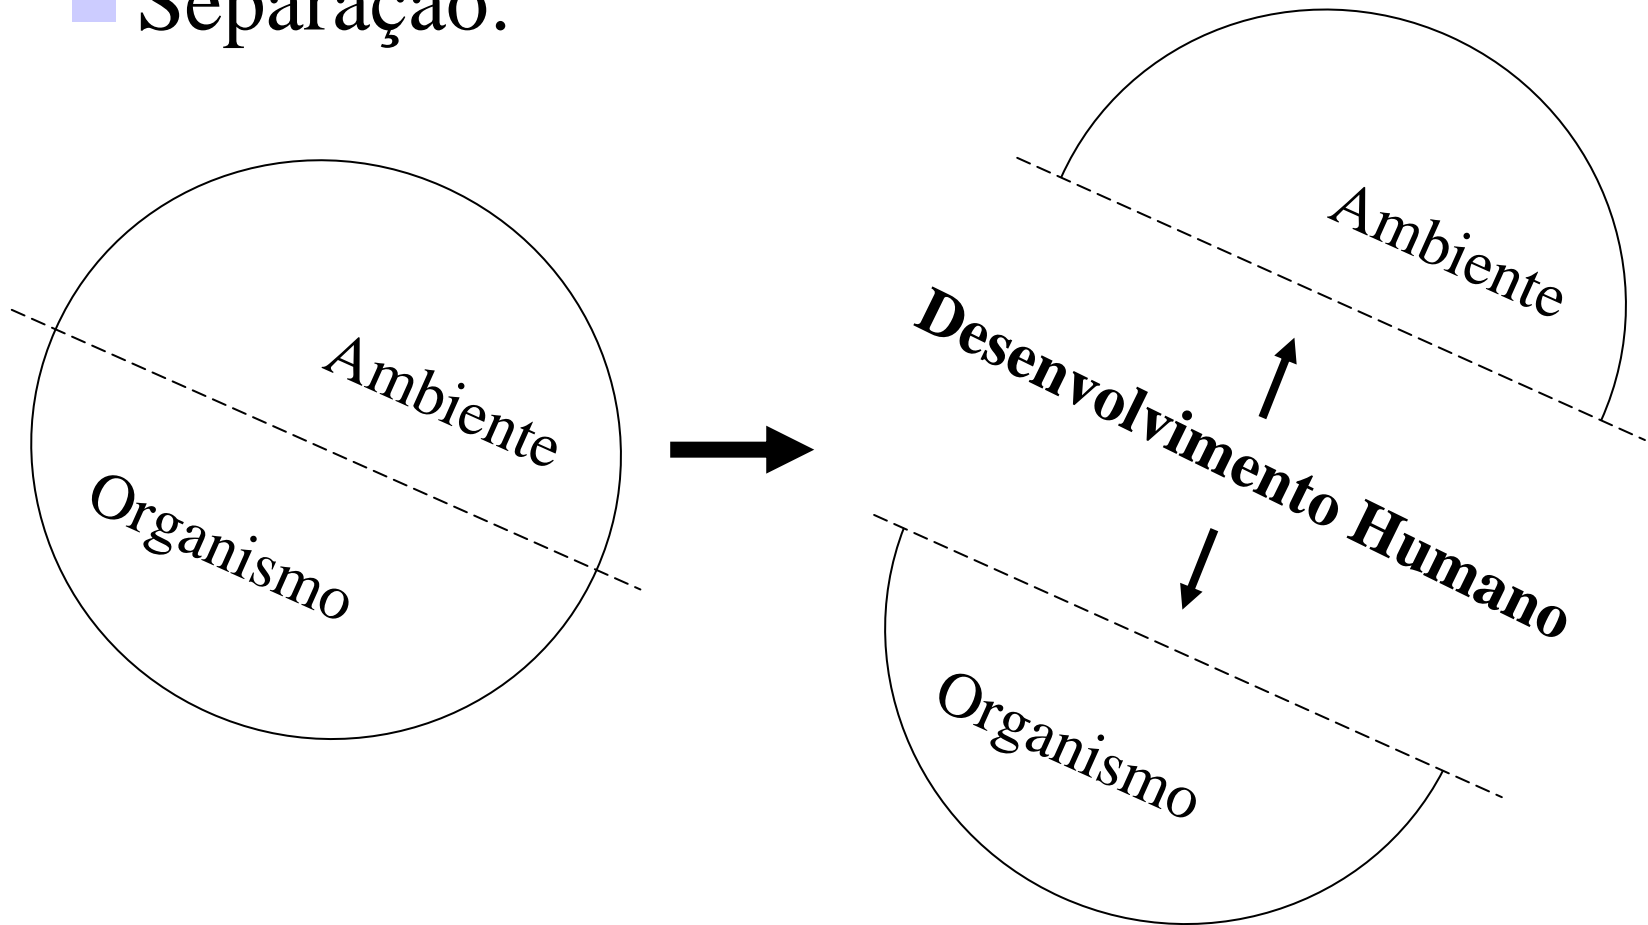 Separação.
Ambiente
Organismo
Ambiente
Desenvolvimento Humano
Organismo